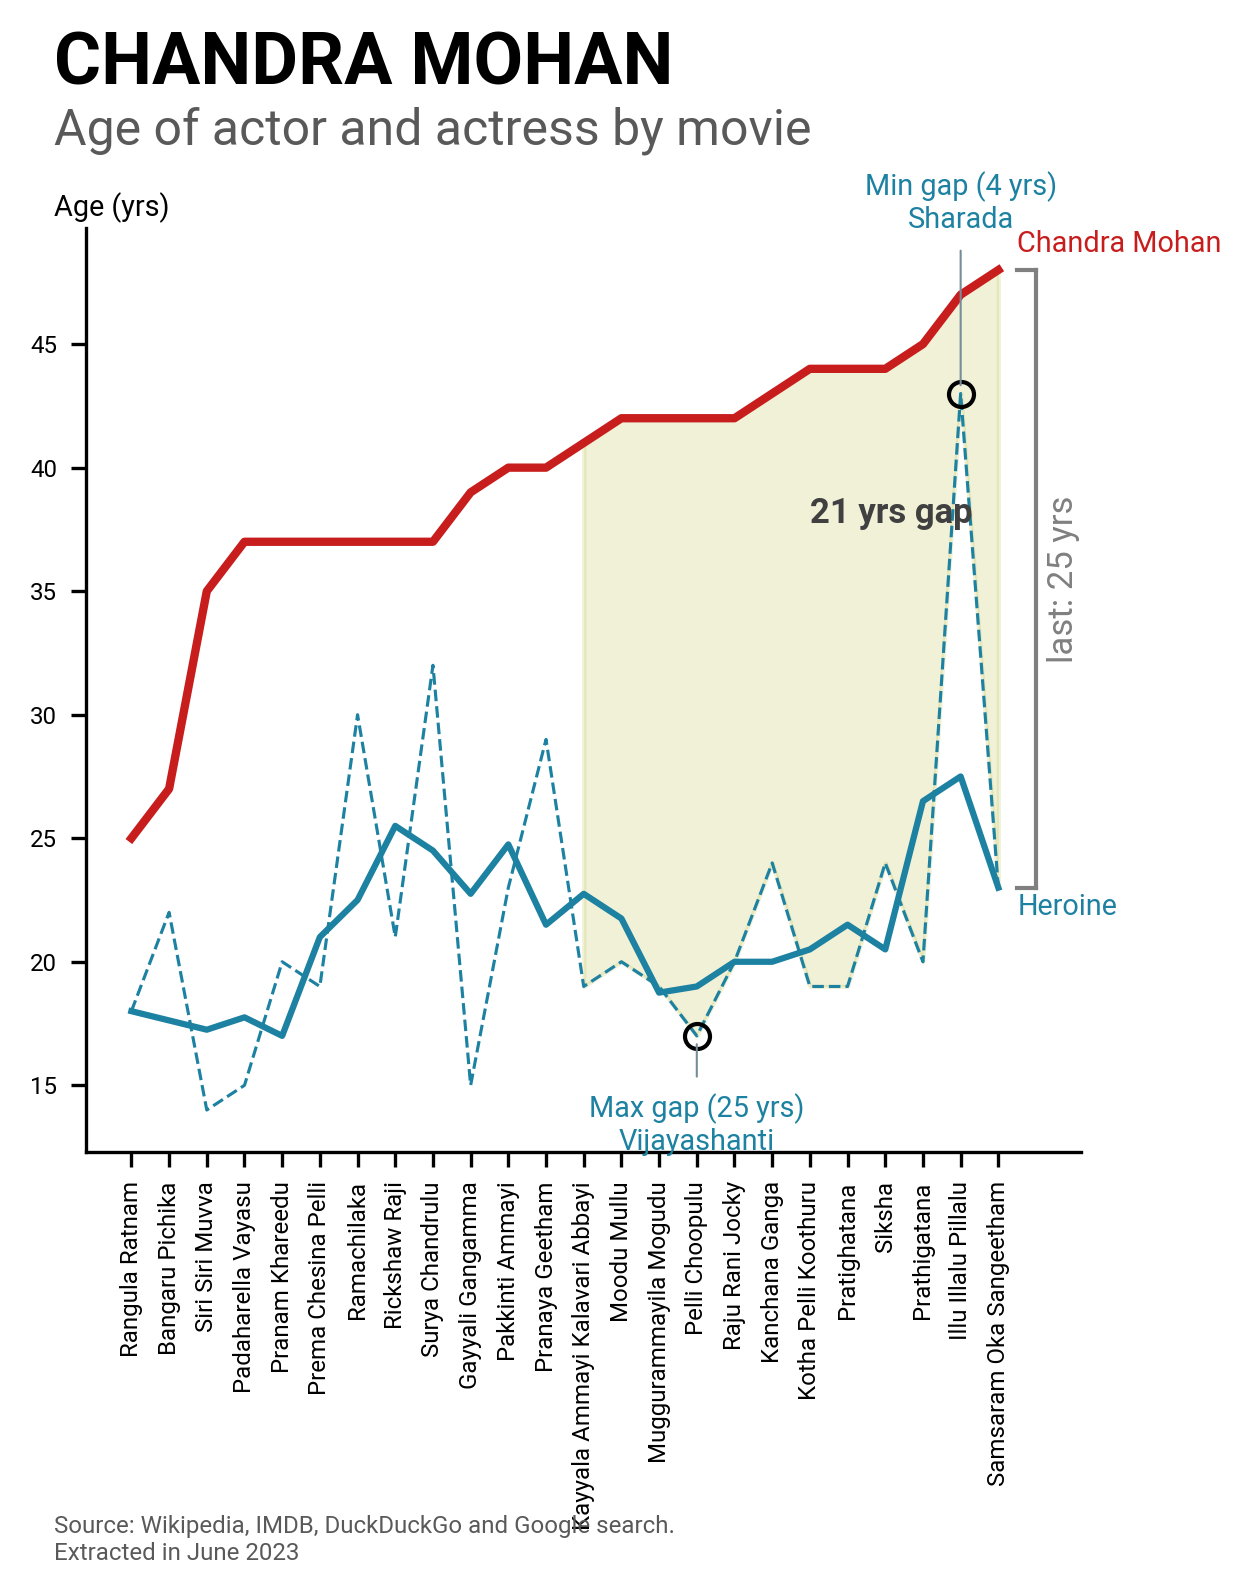 CHANDRA MOHAN
Age of actor and actress by movie
Min gap (4 yrs)
Sharada
Age (yrs)
Chandra Mohan
45
40
35
30
25
20
15
21 yrs gap
last: 25 yrs
Heroine
Max gap (25 yrs)
Vijayashanti
Rangula Ratnam
Bangaru Pichika
Siri Siri Muvva
Padaharella Vayasu
Pranam Khareedu
Prema Chesina Pelli
Ramachilaka
Rickshaw Raji
Surya Chandrulu
Gayyali Gangamma
Pakkinti Ammayi
Pranaya Geetham
Kayyala Ammayi Kalavari Abbayi
Moodu Mullu
Muggurammayila Mogudu
Pelli Choopulu
Raju Rani Jocky
Kanchana Ganga
Kotha Pelli Koothuru
Pratighatana
Siksha
Prathigatana
Illu Illalu Pillalu
Samsaram Oka Sangeetham
Source: Wikipedia, IMDB, DuckDuckGo and Google search.
Extracted in June 2023